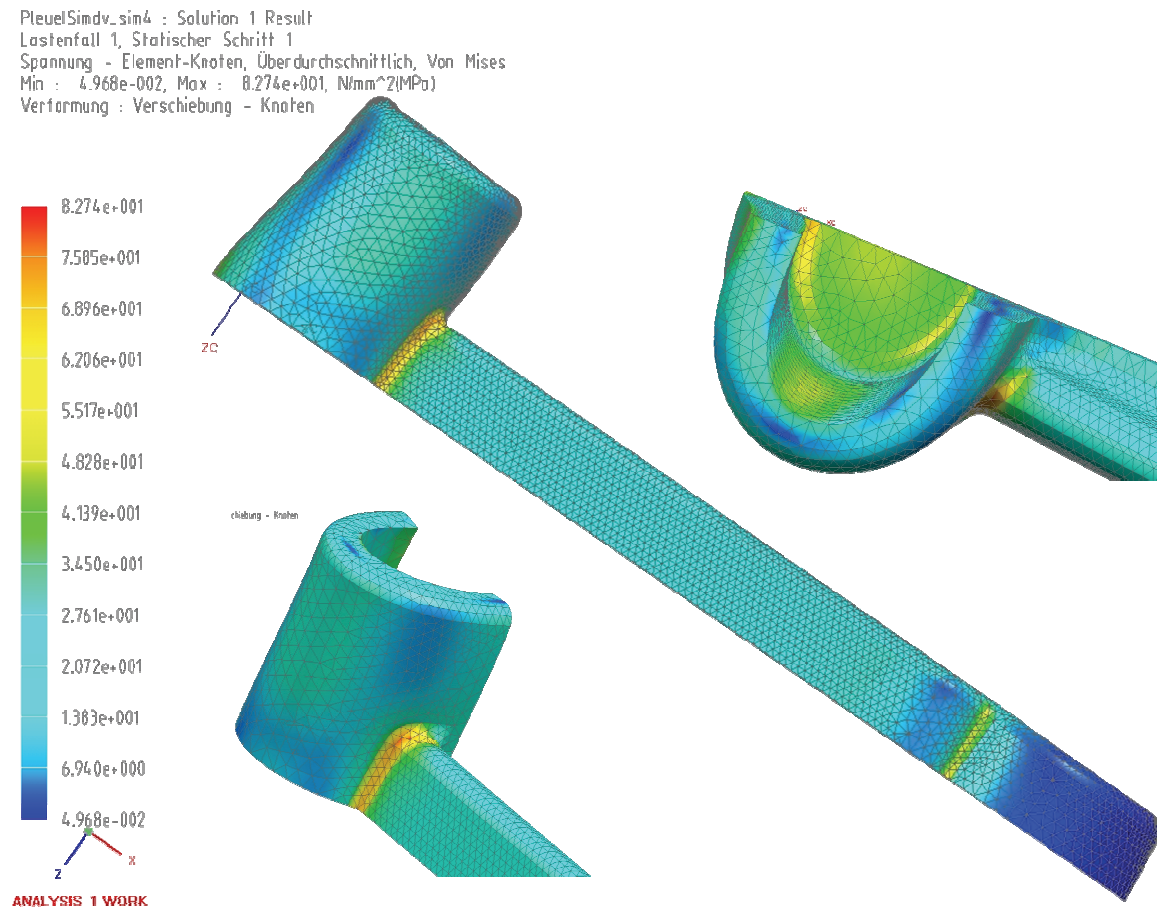 PleuelSimdv_sim4 : Solution 1 Result
Lastenfall 1, Statischer Schritt 1
Spannung - Element-Knoten, Überdurchschnittlich, Von Mises
Min : 4.968e-002, Max : 8.274e+001, N/mm^2(MPa)
Verformung : Verschiebung - Knoten
8.274e+001
7.585e+001
6.896e+001
6.206e+001
5.517e+001
4.828e+001
4.139e+001
3.450e+001
2.761e+001
2.072e+001
1.383e+001
6.940e+000
4.968e-002
ZC
ZC
XC
chiebung - Knoten
X
Z
ANALYSIS 1 WORK